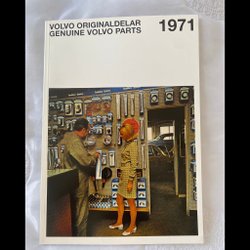 VOLVO ORIGINALDELAR 1971
GENUINE VOLVO PARTS